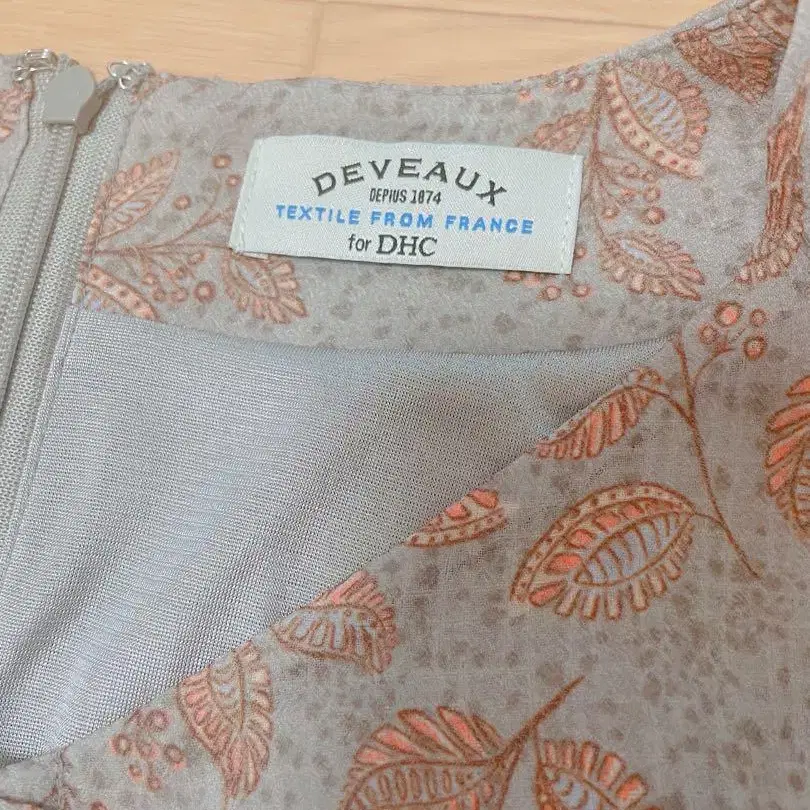 DEVEAUX
DEPIUS 1874
TEXTILE FROM FRANCE
for DHC